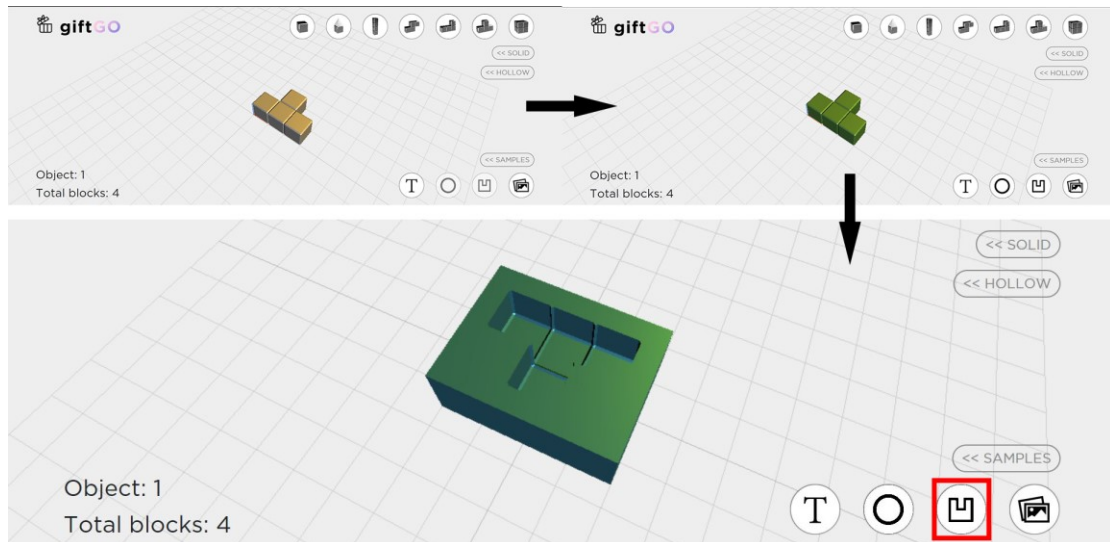 giftGO
<< SOLID
<< HOLLOW
<< SAMPLES
Object: 1
Total blocks: 4
T
giftGO
<< SOLID
<< HOLLOW
<< SAMPLES
Object: 1
Total blocks: 4
T
<< SOLID
<< HOLLOW
<< SAMPLES
Object: 1
Total blocks: 4
T